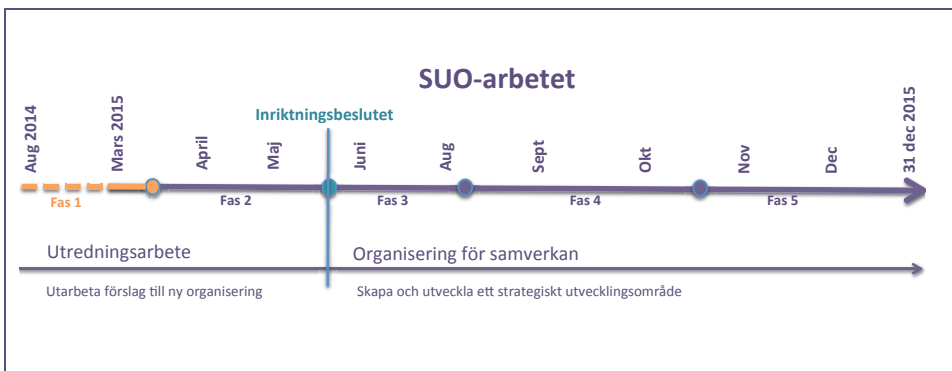 SUO-arbetet
Inriktningsbeslutet
Aug 2014
Mars 2015
April
Maj
Juni
Aug
Sept
Okt
Nov
Dec
31 dec 2015
Fas 1
Fas 2
Fas 3
Fas 4
Fas 5
Utredningsarbete
Organisering för samverkan
Utarbeta förslag till ny organisering
Skapa och utveckla ett strategiskt utvecklingsområde